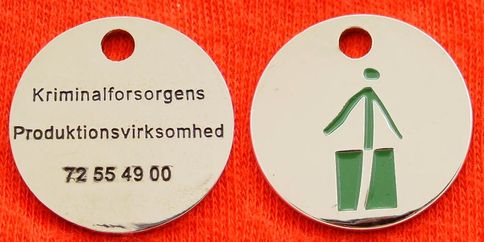 Kriminalforsorgens
Produktionsvirksomhed
72 55 49 00